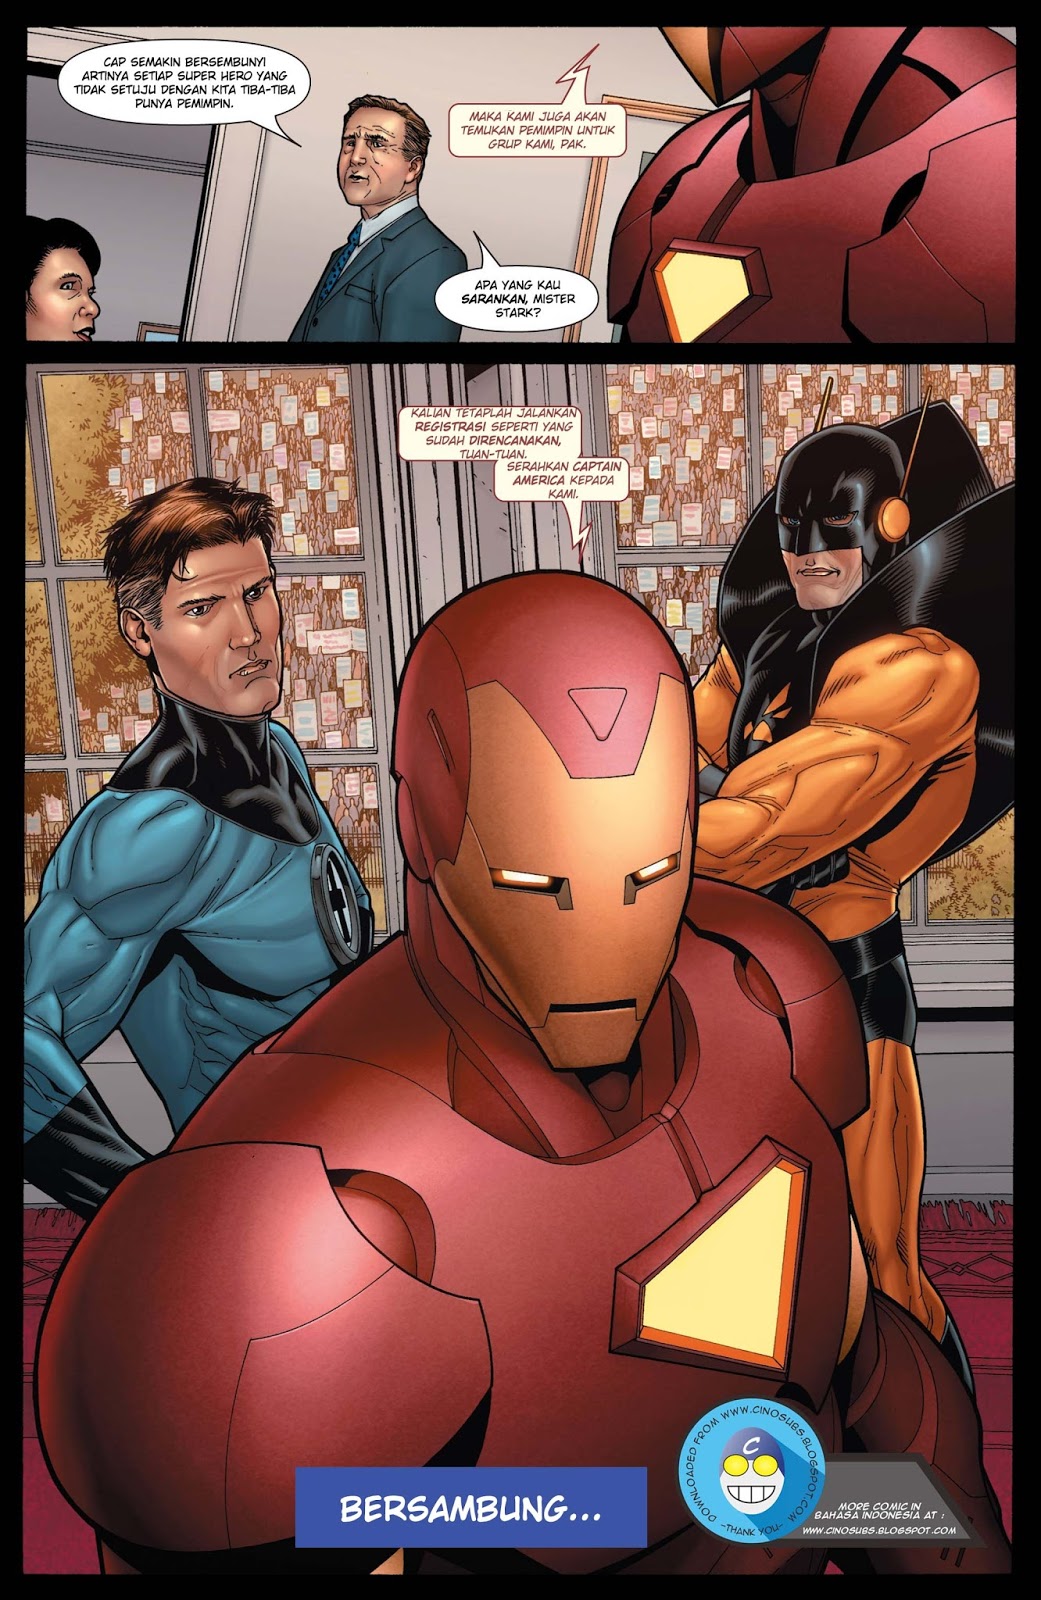 CAP SEMAKIN BERSEMBUNYI
ARTINYA SETIAP SUPER HERO YANG
TIDAK SETUJU DENGAN KITA TIBA-TIBA
PUNYA PEMIMPIN.
MAKA KAMI JUGA AKAN
TEMUKAN PEMIMPIN UNTUK
GRUP KAMI, PAK.
APA YANG KAU
SARANKAN, MISTER
STARK?
KALIAN TETAPLAH JALANKAN
REGISTRASI SEPERTI YANG
SUDAH DIRENCANAKAN,
TUAN-TUAN.
SERAHKAN CAPTAIN
AMERICA KEPADA
KAMI.
BERSAMBUNG...
DOWNLOADED FROM WWW.CINOSUBS.BLOGSPOT.COM
C
-THANK YOU-
MORE COMIC IN
BAHASA INDONESIA AT :
WWW.CINOSUBS.BLOGSPOT.COM